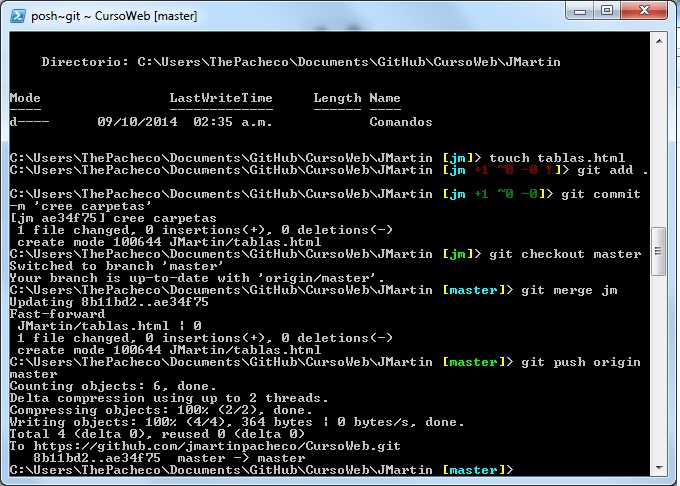 posh~git ~ CursoWeb [master]
Directorio: C:\Users\ThePacheco\Documents\GitHub\CursoWeb\JMartin
Mode LastWriteTime Length Name
---- ------------- ------ ----
d---- 09/10/2014 02:35 a.m. Comandos
C:\Users\ThePacheco\Documents\GitHub\CursoWeb\JMartin [jm]> touch tablas.html
C:\Users\ThePacheco\Documents\GitHub\CursoWeb\JMartin [jm +1 ~0 -0 !]> git add .
C:\Users\ThePacheco\Documents\GitHub\CursoWeb\JMartin [jm +1 ~0 -0]> git commit
-m 'cree carpetas'
[jm ae34f75] cree carpetas
1 file changed, 0 insertions(+), 0 deletions(-)
create mode 100644 JMartin/tablas.html
C:\Users\ThePacheco\Documents\GitHub\CursoWeb\JMartin [jm]> git checkout master
Switched to branch 'master'
Your branch is up-to-date with 'origin/master'.
C:\Users\ThePacheco\Documents\GitHub\CursoWeb\JMartin [master]> git merge jm
Updating 8b11bd2..ae34f75
Fast-forward
JMartin/tablas.html | 0
1 file changed, 0 insertions(+), 0 deletions(-)
create mode 100644 JMartin/tablas.html
C:\Users\ThePacheco\Documents\GitHub\CursoWeb\JMartin [master]> git push origin
master
Counting objects: 6, done.
Delta compression using up to 2 threads.
Compressing objects: 100% (2/2), done.
Writing objects: 100% (4/4), 364 bytes | 0 bytes/s, done.
Total 4 (delta 0), reused 0 (delta 0)
To https://github.com/jmartinpacheco/CursoWeb.git
8b11bd2..ae34f75 master -> master
C:\Users\ThePacheco\Documents\GitHub\CursoWeb\JMartin [master]>